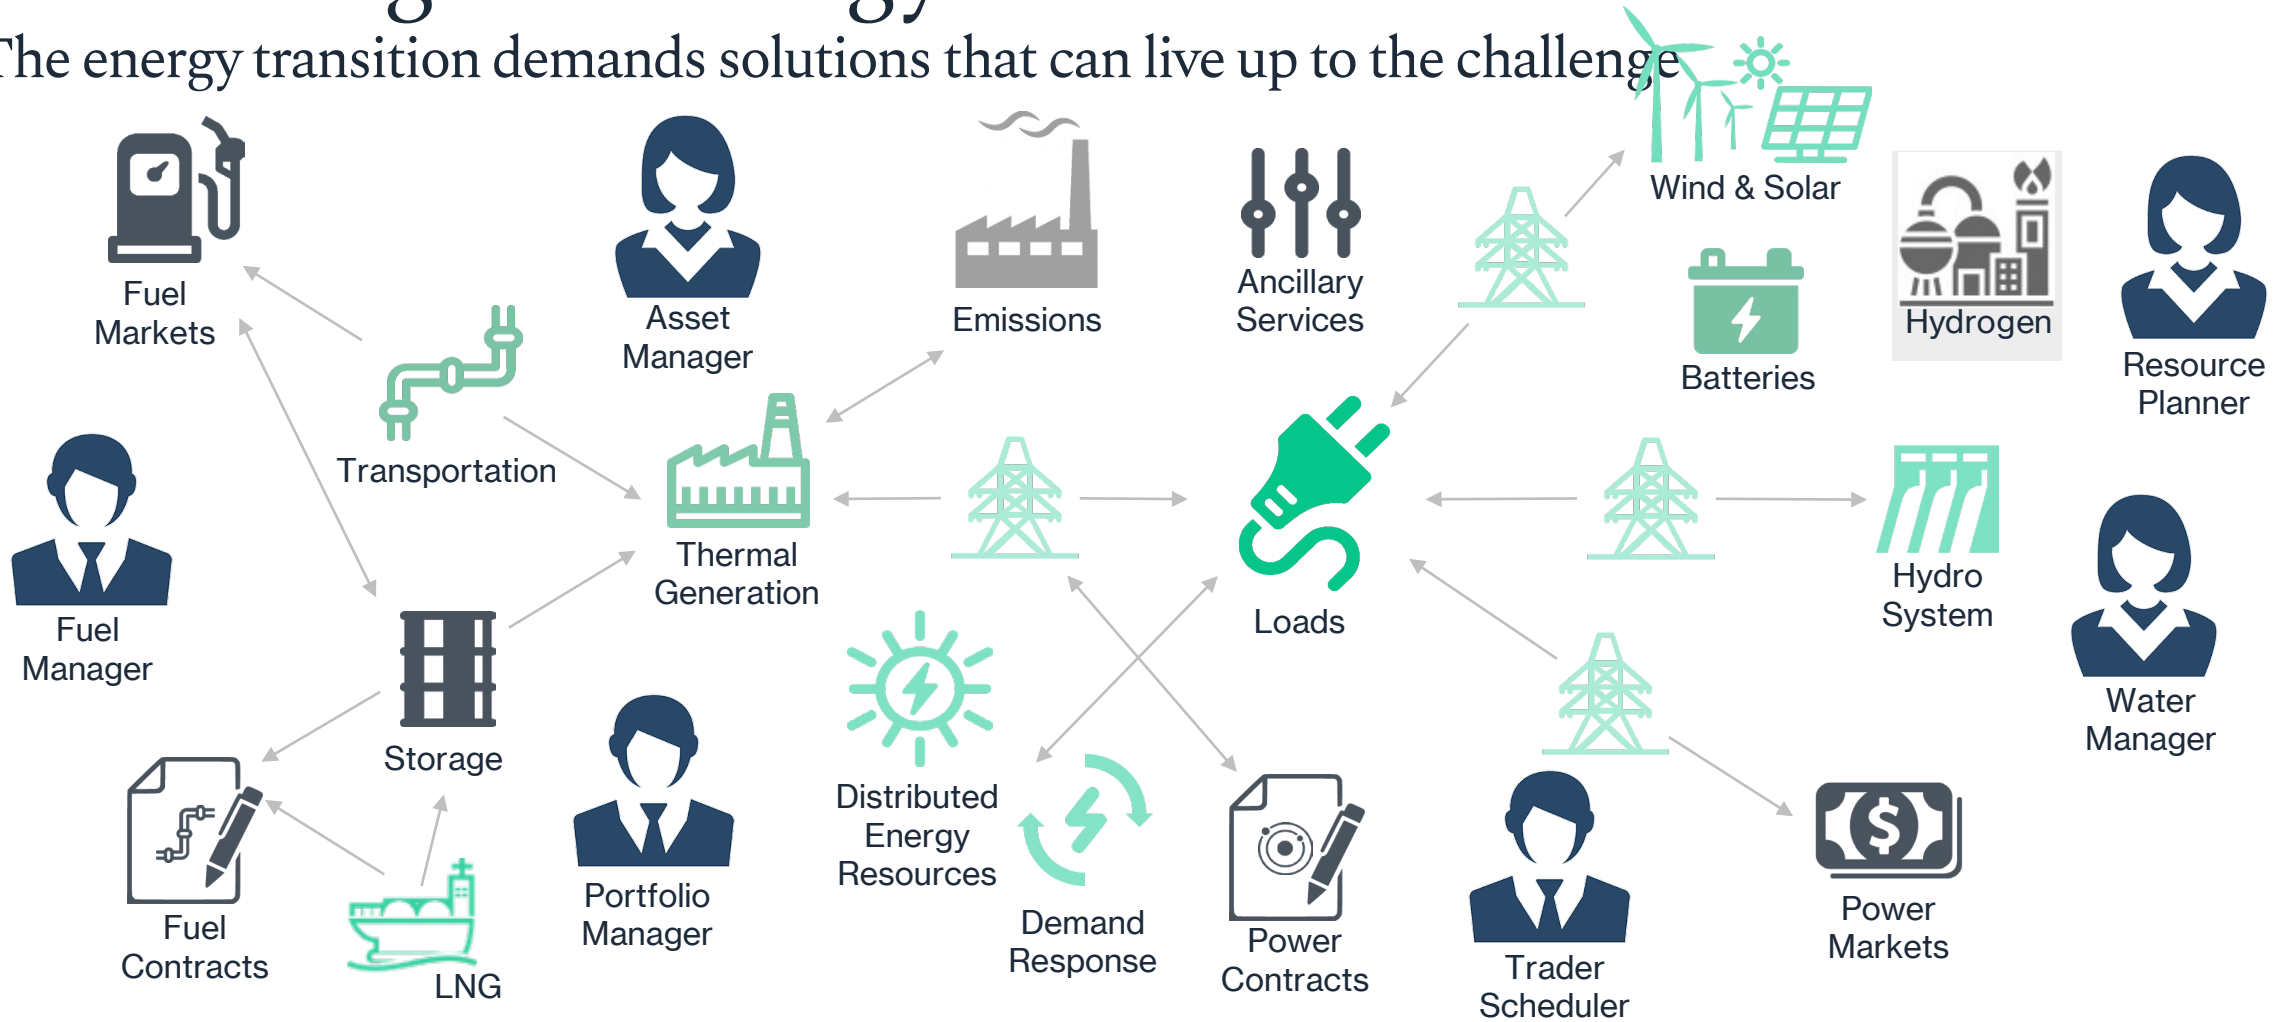 The energy transition demands solutions that can live up to the challenge
Wind & Solar
Fuel
Markets
Asset
Manager
Emissions
Ancillary
Services
Batteries
Hydrogen
Resource
Planner
Transportation
Fuel
Manager
Thermal
Generation
Loads
Hydro
System
Water
Manager
Storage
Distributed
Energy
Resources
Portfolio
Manager
Fuel
Contracts
LNG
Demand
Response
Power
Contracts
Trader
Scheduler
$
Power
Markets